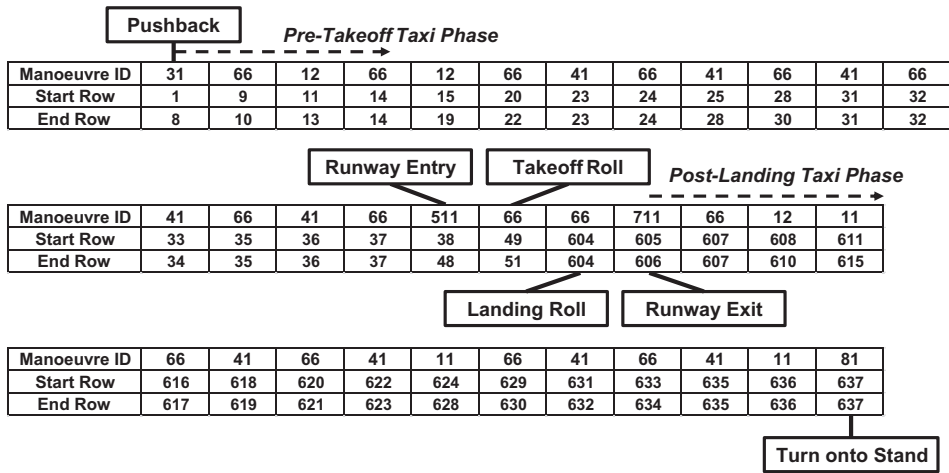 Pushback
Pre-Takeoff Taxi Phase
Manoeuvre ID 31 66 12 66 12 66 41 66 41 66 41 66
Start Row 1 9 11 14 15 20 23 24 25 28 31 32
End Row 8 10 13 14 19 22 23 24 28 30 31 32
Runway Entry Takeoff Roll
Post-Landing Taxi Phase
Manoeuvre ID 41 66 41 66 511 66 66 711 66 12 11
Start Row 33 35 36 37 38 49 604 605 607 608 611
End Row 34 35 36 37 48 51 604 606 607 610 615
Landing Roll Runway Exit
Manoeuvre ID 66 41 66 41 11 66 41 66 41 11 81
Start Row 616 618 620 622 624 629 631 633 635 636 637
End Row 617 619 621 623 628 630 632 634 635 636 637
Turn onto Stand